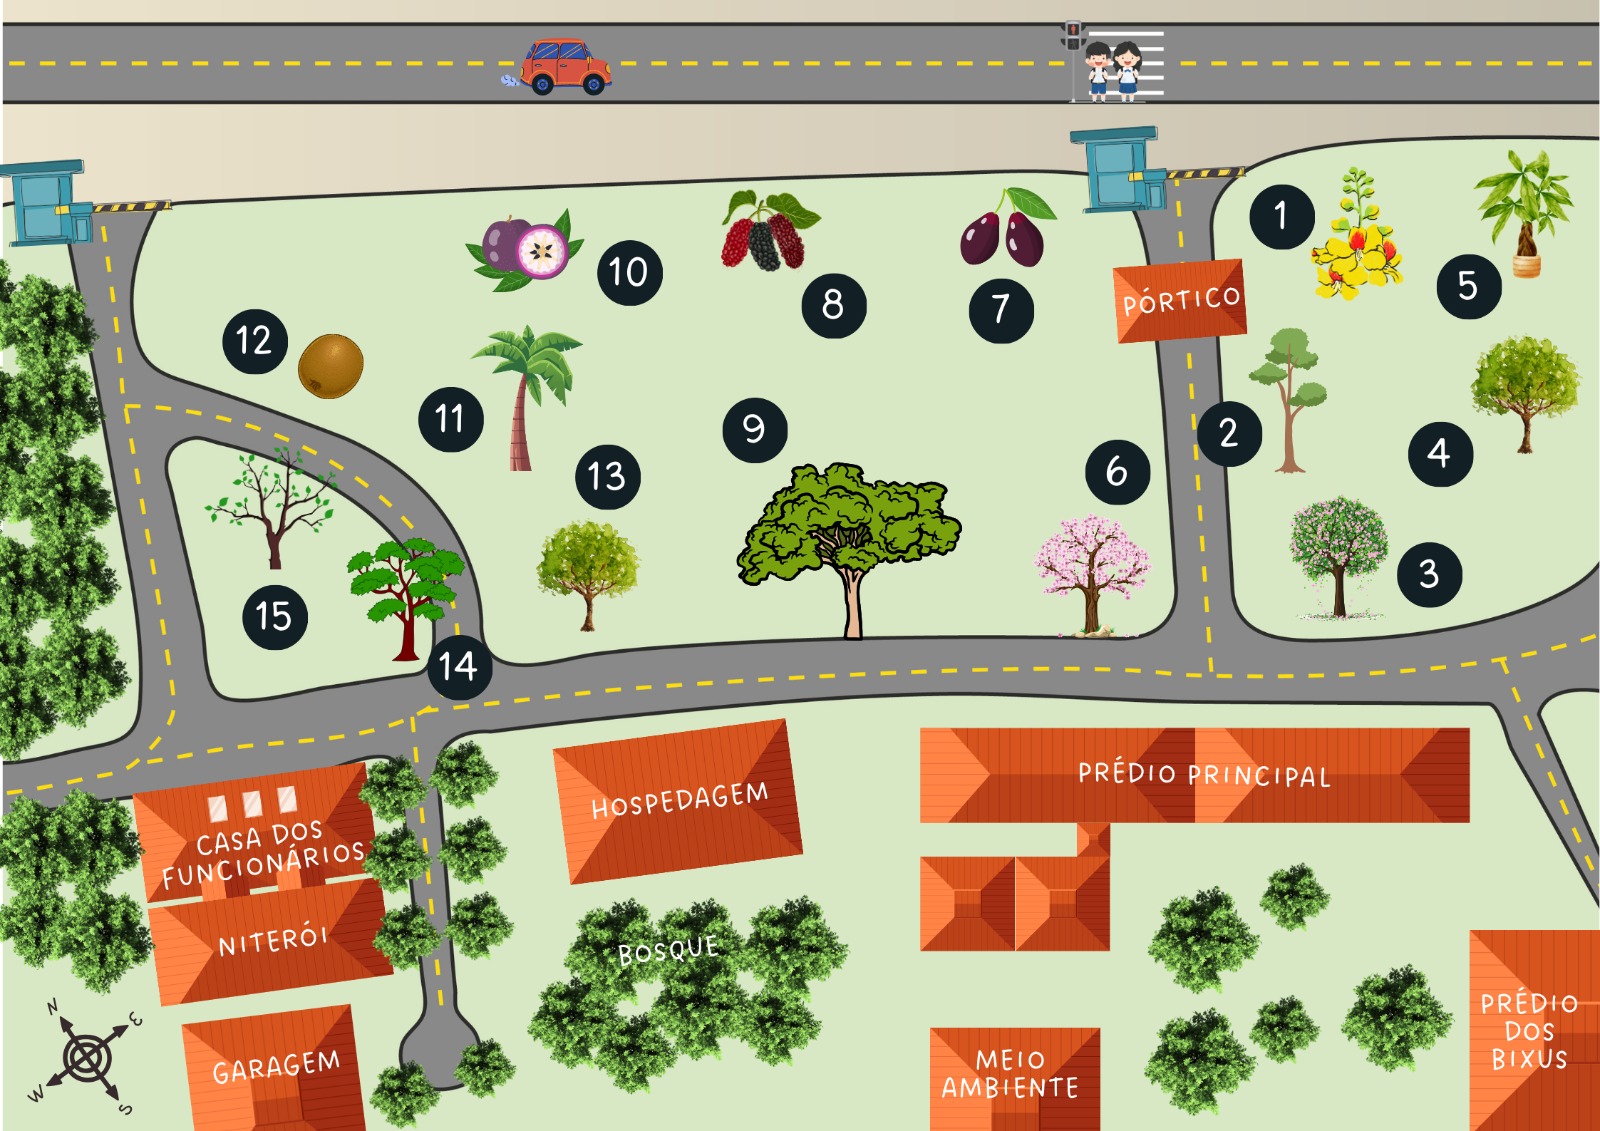 1
5
PÓRTICO
10
8
7
12
11
9
2
4
13
6
3
15
14
HOSPEDAGEM
PRÉDIO PRINCIPAL
CASA DOS
FUNCIONÁRIOS
NITERÓI
BOSQUE
N
E
W
S
GARAGEM
MEIO
AMBIENTE
PRÉDIO
DOS
BIXUS